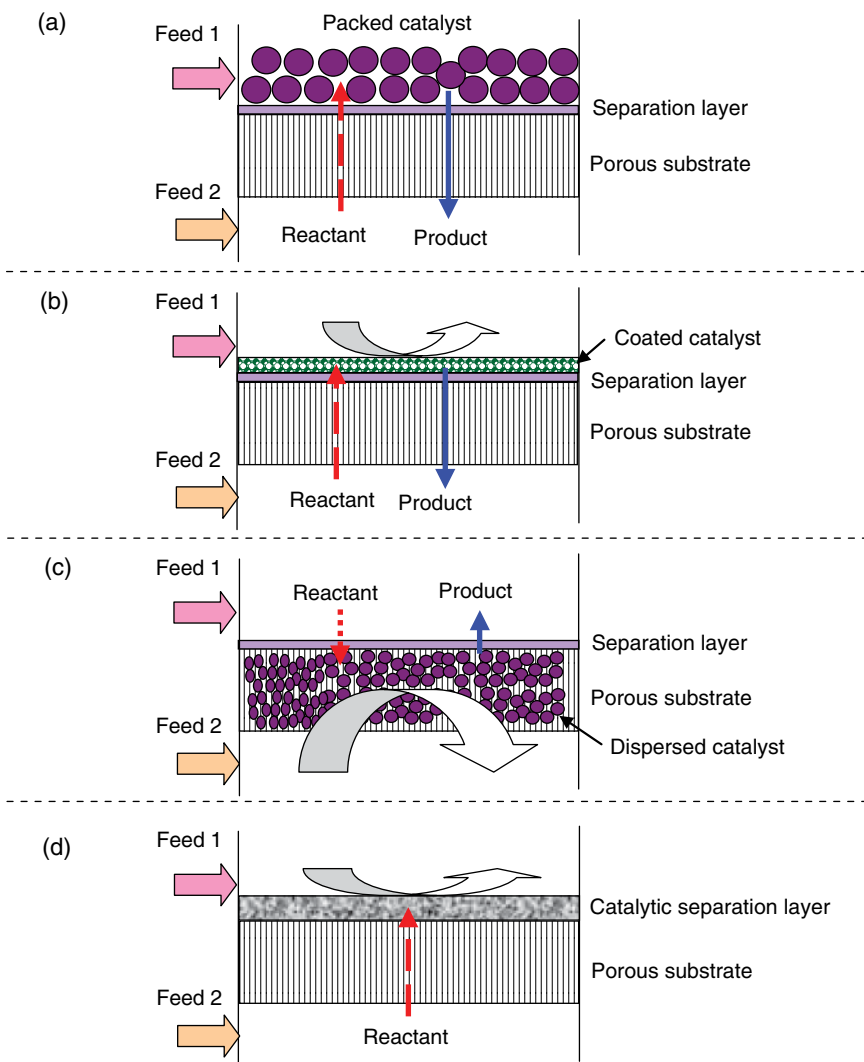 (a)
Feed 1
Packed catalyst
Separation layer
Porous substrate
Feed 2
Reactant
Product
(b)
Feed 1
Coated catalyst
Separation layer
Porous substrate
Feed 2
Reactant
Product
(c)
Feed 1
Reactant
Product
Separation layer
Porous substrate
Feed 2
Dispersed catalyst
(d)
Feed 1
Catalytic separation layer
Porous substrate
Feed 2
Reactant